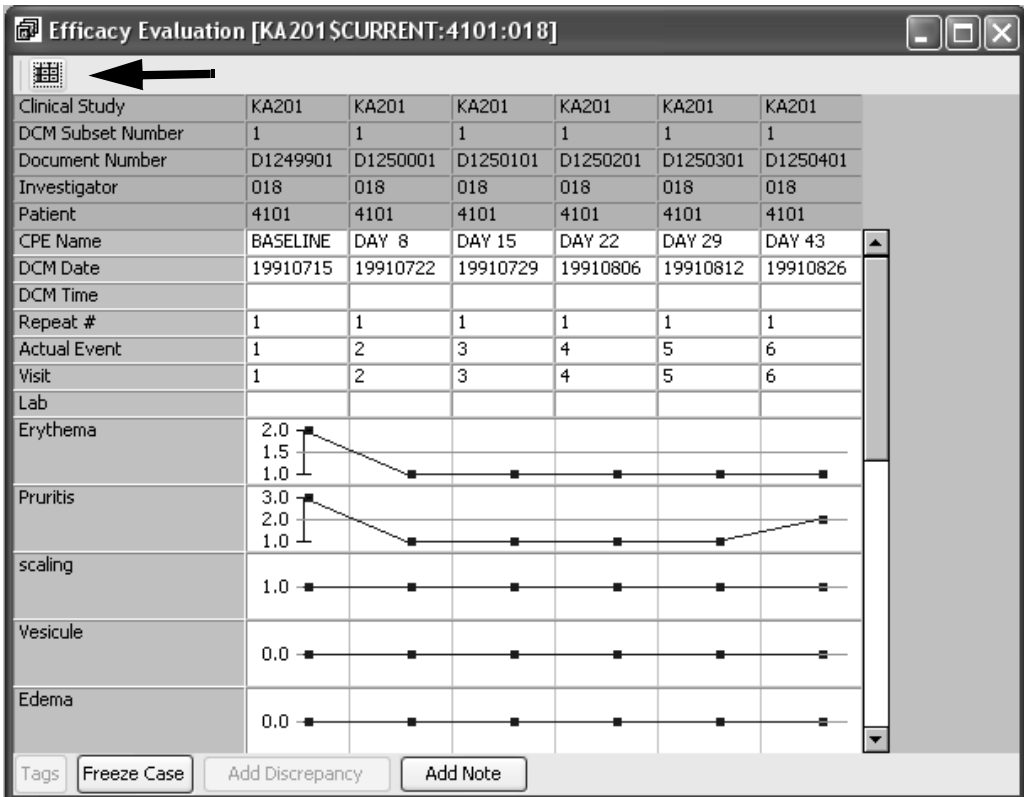 Efficacy Evaluation [KA201$CURRENT:4101:018]
Clinical Study KA201 KA201 KA201 KA201 KA201 KA201
DCM Subset Number 1 1 1 1 1 1
Document Number D1249901 D1250001 D1250101 D1250201 D1250301 D1250401
Investigator 018 018 018 018 018 018
Patient 4101 4101 4101 4101 4101 4101
CPE Name BASELINE DAY 8 DAY 15 DAY 22 DAY 29 DAY 43
DCM Date 19910715 19910722 19910729 19910806 19910812 19910826
DCM Time
Repeat # 1 1 1 1 1 1
Actual Event 1 2 3 4 5 6
Visit 1 2 3 4 5 6
Lab
Erythema 2.0
1.5
1.0
Pruritis 3.0
2.0
1.0
scaling
1.0
Vesicule
0.0
Edema
0.0
Tags Freeze Case Add Discrepancy Add Note